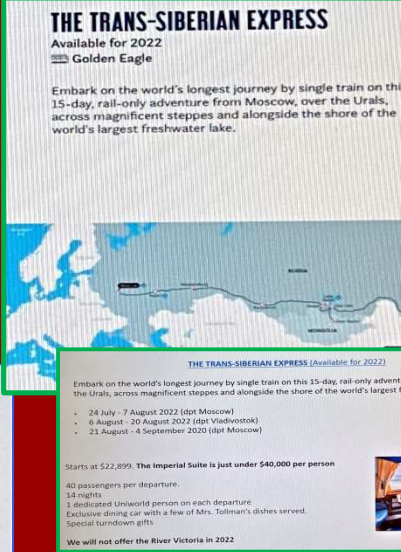 THE TRANS-SIBERIAN EXPRESS
Available for 2022
Golden Eagle
Embark on the world's longest journey by single train on this
15-day, rail-only adventure from Moscow, over the Urals,
across magnificent steppes and alongside the shore of the
world's largest freshwater lake.
RUSSIA
MONGOLIA
THE TRANS-SIBERIAN EXPRESS (Available for 2022)
Embark on the world's longest journey by single train on this 15-day, rail-only advent
the Urals, across magnificent steppes and alongside the shore of the world's largest f
• 24 July - 7 August 2022 (dpt Moscow)
• 6 August - 20 August 2022 (dpt Vladivostok)
• 21 August - 4 September 2020 (dpt Moscow)
Starts at $22,899. The Imperial Suite is just under $40,000 per person
40 passengers per departure.
14 nights
1 dedicated Uniworld person on each departure
Exclusive dining car with a few of Mrs. Tollman's dishes served.
Special turndown gifts
We will not offer the River Victoria in 2022